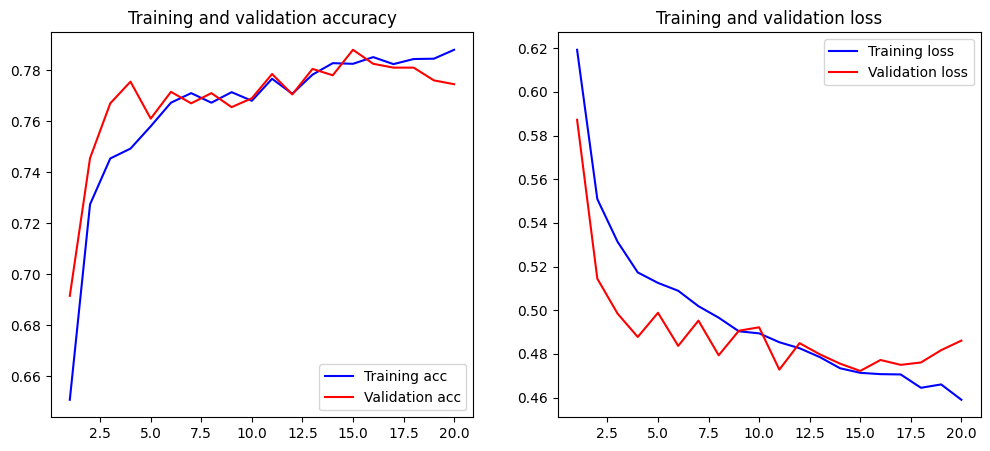 Training and validation accuracy
0.78
0.76
0.74
0.72
0.70
0.68
0.66
Training acc
Validation acc
2.5 5.0 7.5 10.0 12.5 15.0 17.5 20.0
Training and validation loss
0.62
0.60
0.58
0.56
0.54
0.52
0.50
0.48
0.46
Training loss
Validation loss
2.5 5.0 7.5 10.0 12.5 15.0 17.5 20.0